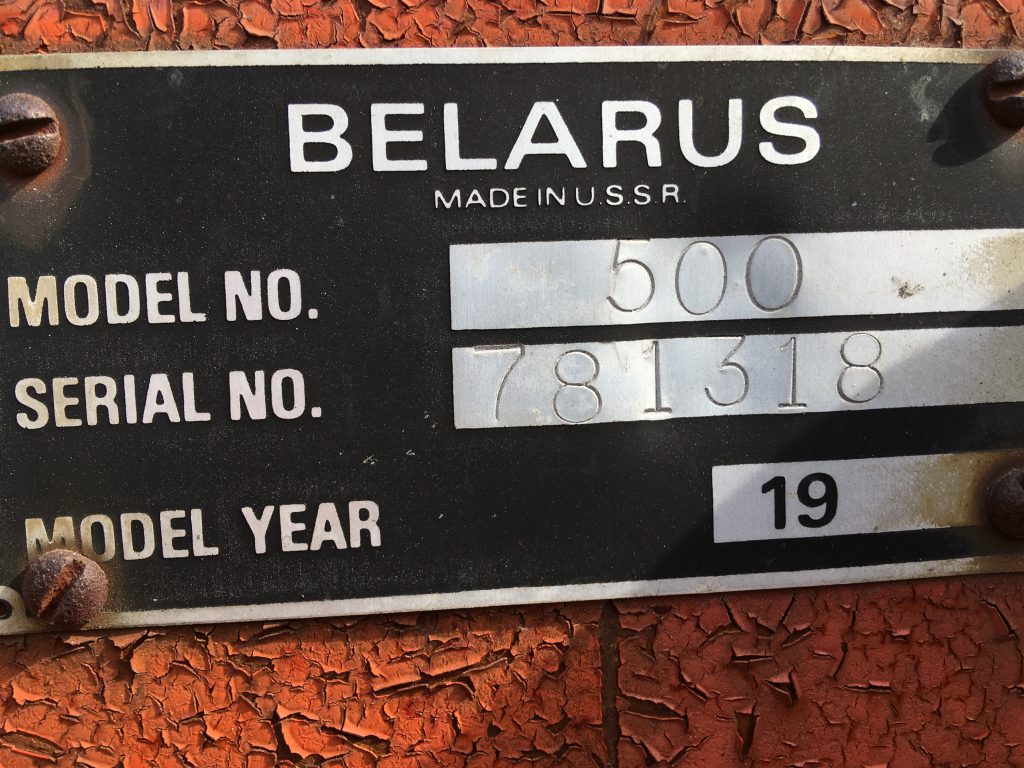 BELARUS
MADE IN U.S.S R.
MODEL NO. 500
SERIAL NO. 781318
MODEL YEAR 19